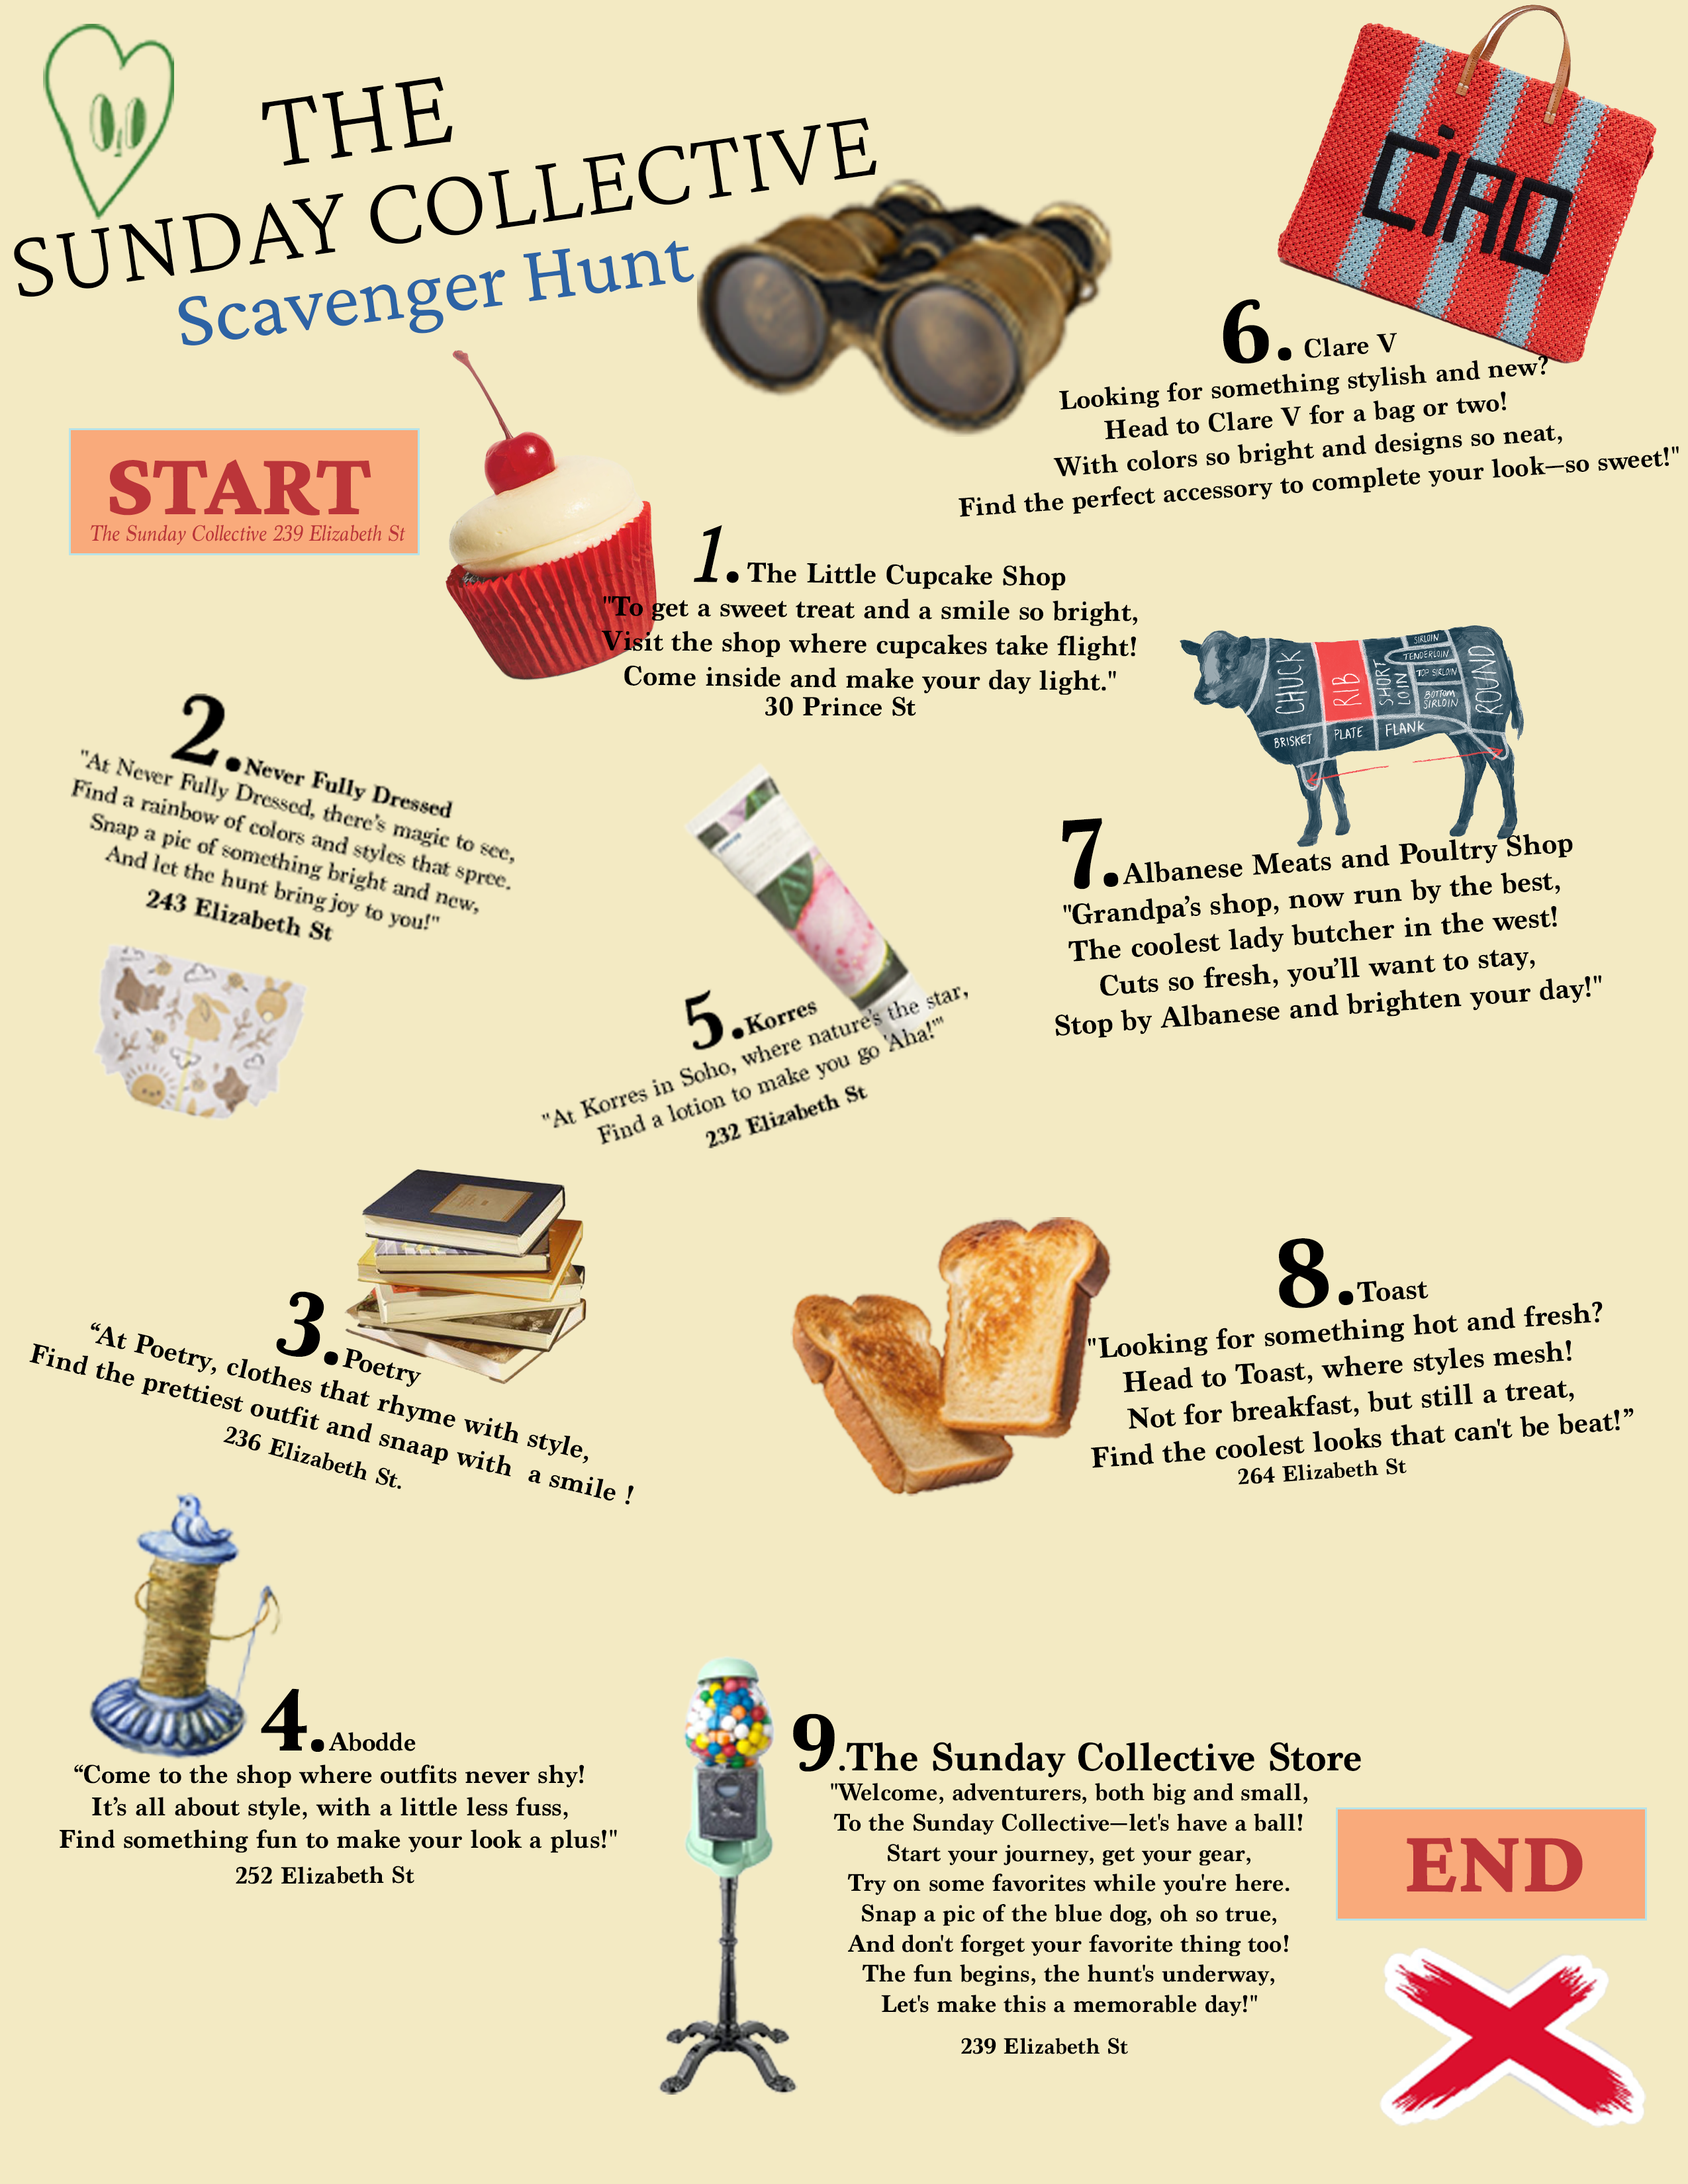 THE
SUNDAY COLLECTIVE
Scavenger Hunt
START
The Sunday Collective 239 Elizabeth St
1. The Little Cupcake Shop
"To get a sweet treat and a smile so bright,
Visit the shop where cupcakes take flight!
Come inside and make your day light."
30 Prince St
2. Never Fully Dressed
"At Never Fully Dressed, there's magic to see,
Find a rainbow of colors and styles that spree.
Snap a pic of something bright and new,
And let the hunt bring joy to you!"
243 Elizabeth St
3. Poetry
“At Poetry, clothes that rhyme with style,
Find the prettiest outfit and snaap with a smile !
236 Elizabeth St.
4. Abodde
“Come to the shop where outfits never shy!
It’s all about style, with a little less fuss,
Find something fun to make your look a plus!"
252 Elizabeth St
5. Korres
"At Korres in Soho, where nature's the star,
Find a lotion to make you go 'Aha!'"
232 Elizabeth St
CIAO
6. Clare V
Looking for something stylish and new?
Head to Clare V for a bag or two!
With colors so bright and designs so neat,
Find the perfect accessory to complete your look—so sweet!"
CHUCK
RIB
SHORT
LOIN
SIRLOIN
TENDERLOIN
TOP SIRLOIN
BOTTOM
SIRLOIN
ROUND
BRISKET
PLATE
FLANK
7. Albanese Meats and Poultry Shop
"Grandpa’s shop, now run by the best,
The coolest lady butcher in the west!
Cuts so fresh, you’ll want to stay,
Stop by Albanese and brighten your day!"
8. Toast
"Looking for something hot and fresh?
Head to Toast, where styles mesh!
Not for breakfast, but still a treat,
Find the coolest looks that can't be beat!”
264 Elizabeth St
9. The Sunday Collective Store
"Welcome, adventurers, both big and small,
To the Sunday Collective—let's have a ball!
Start your journey, get your gear,
Try on some favorites while you're here.
Snap a pic of the blue dog, oh so true,
And don't forget your favorite thing too!
The fun begins, the hunt's underway,
Let's make this a memorable day!"
239 Elizabeth St
END